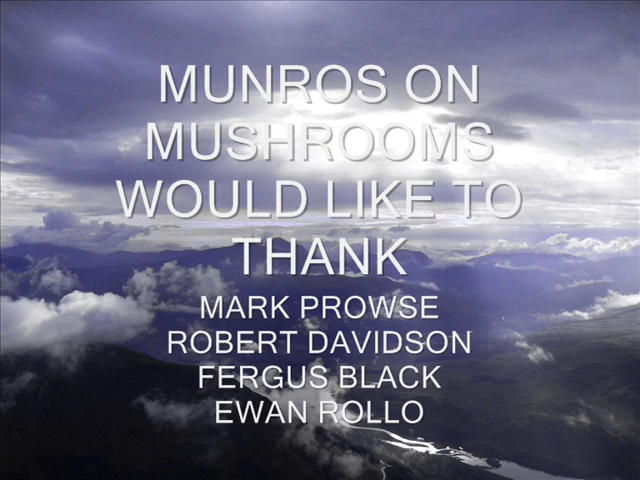 MUNROS ON
MUSHROOMS
WOULD LIKE TO
THANK
MARK PROWSE
ROBERT DAVIDSON
FERGUS BLACK
EWAN ROLLO